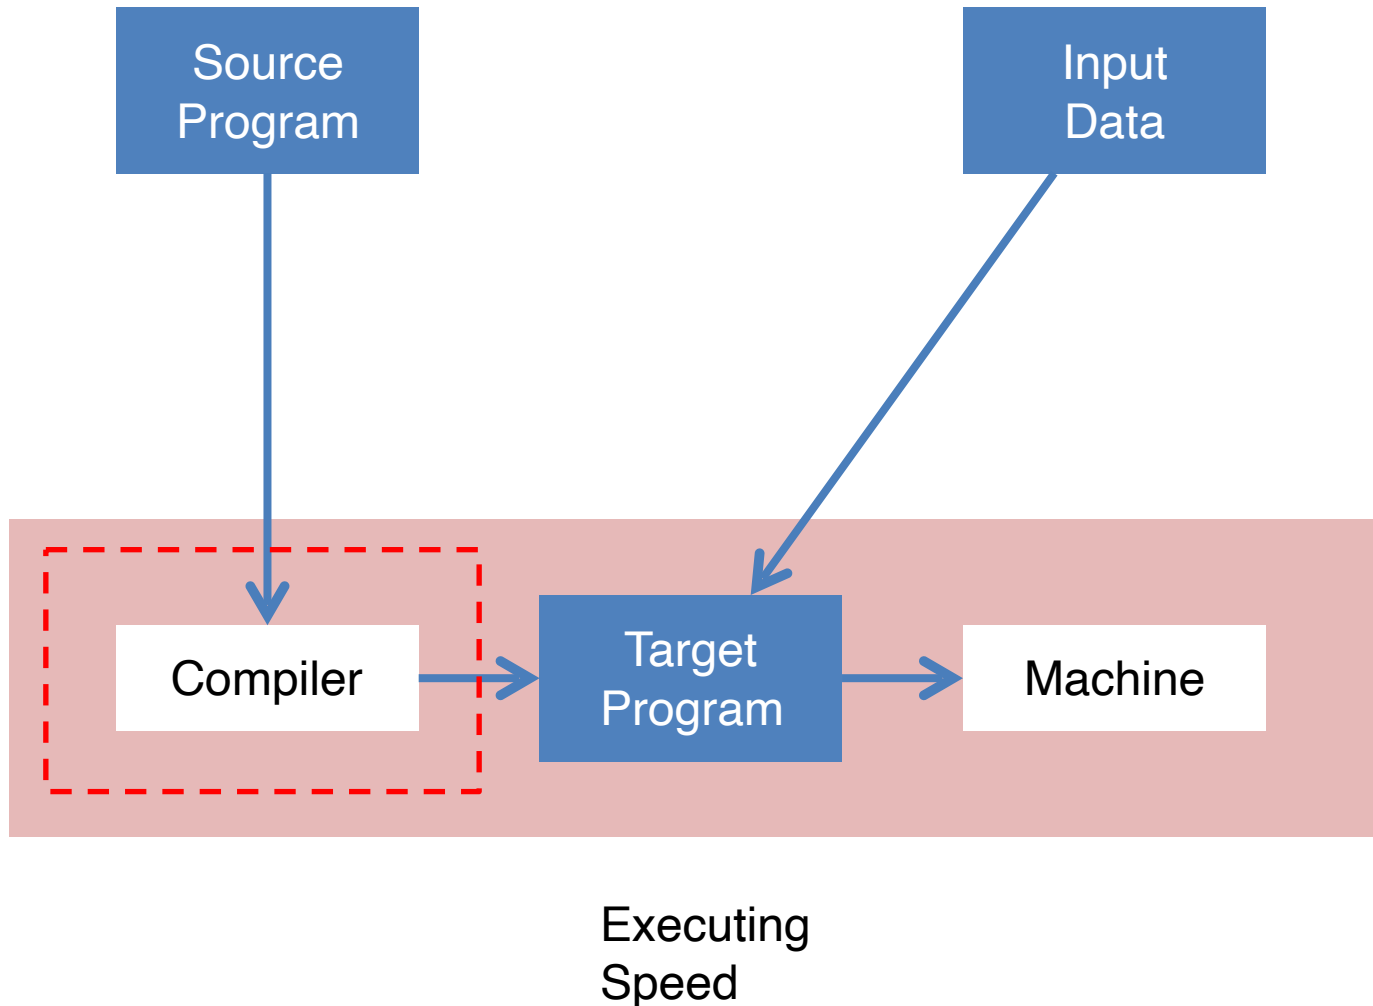 Source
Program
Input
Data
Compiler
Target
Program
Machine
Executing
Speed